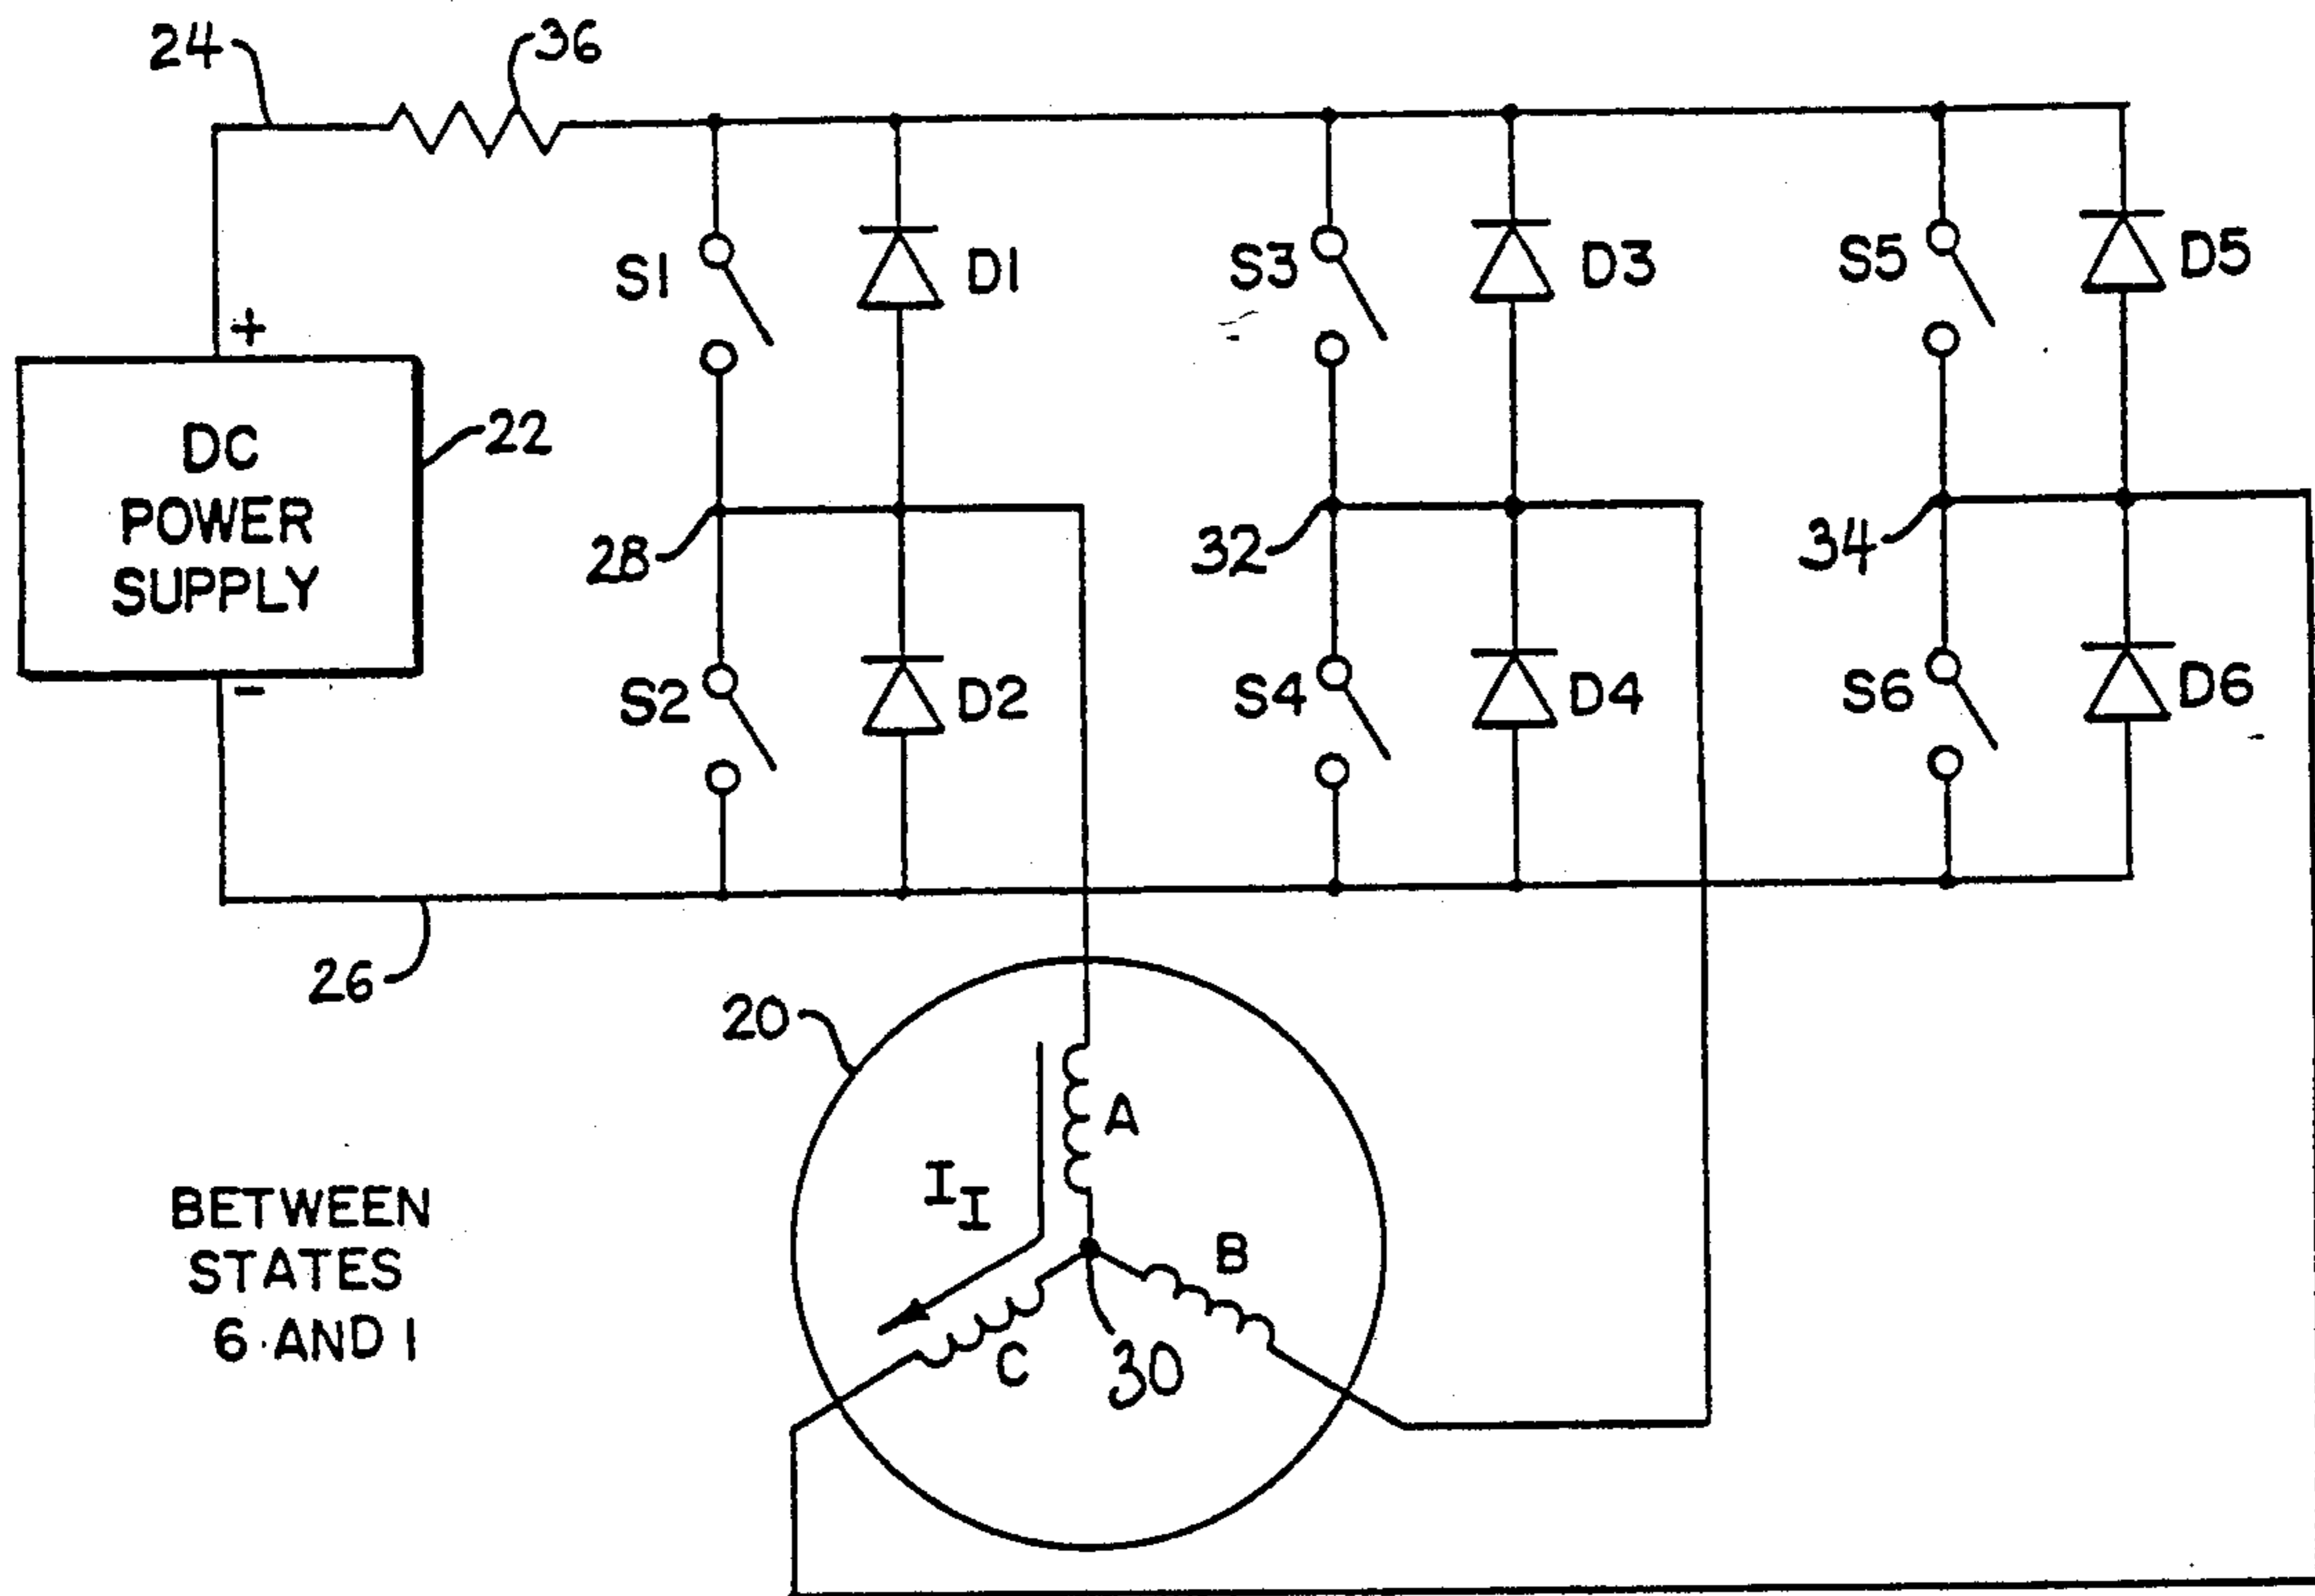 24
36
S1
D1
S3
D3
S5
D5
+
DC
POWER
SUPPLY
22
28
32
34
-
S2
D2
S4
D4
S6
D6
26
20
A
I I
B
C
30
BETWEEN
STATES
6 AND 1